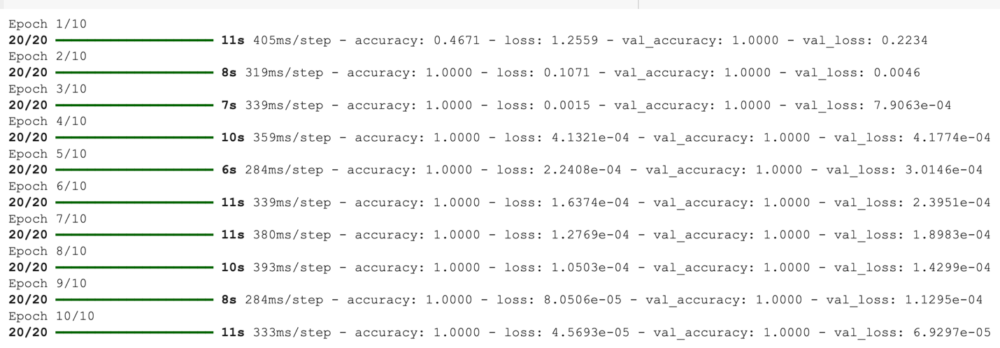 Epoch 1/10
20/20 11s 405ms/step - accuracy: 0.4671 - loss: 1.2559 - val_accuracy: 1.0000 - val_loss: 0.2234
Epoch 2/10
20/20 8s 319ms/step - accuracy: 1.0000 - loss: 0.1071 - val_accuracy: 1.0000 - val_loss: 0.0046
Epoch 3/10
20/20 7s 339ms/step - accuracy: 1.0000 - loss: 0.0015 - val_accuracy: 1.0000 - val_loss: 7.9063e-04
Epoch 4/10
20/20 10s 359ms/step - accuracy: 1.0000 - loss: 4.1321e-04 - val_accuracy: 1.0000 - val_loss: 4.1774e-04
Epoch 5/10
20/20 6s 284ms/step - accuracy: 1.0000 - loss: 2.2408e-04 - val_accuracy: 1.0000 - val_loss: 3.0146e-04
Epoch 6/10
20/20 11s 339ms/step - accuracy: 1.0000 - loss: 1.6374e-04 - val_accuracy: 1.0000 - val_loss: 2.3951e-04
Epoch 7/10
20/20 11s 380ms/step - accuracy: 1.0000 - loss: 1.2769e-04 - val_accuracy: 1.0000 - val_loss: 1.8983e-04
Epoch 8/10
20/20 10s 393ms/step - accuracy: 1.0000 - loss: 1.0503e-04 - val_accuracy: 1.0000 - val_loss: 1.4299e-04
Epoch 9/10
20/20 8s 284ms/step - accuracy: 1.0000 - loss: 8.0506e-05 - val_accuracy: 1.0000 - val_loss: 1.1295e-04
Epoch 10/10
20/20 11s 333ms/step - accuracy: 1.0000 - loss: 4.5693e-05 - val_accuracy: 1.0000 - val_loss: 6.9297e-05